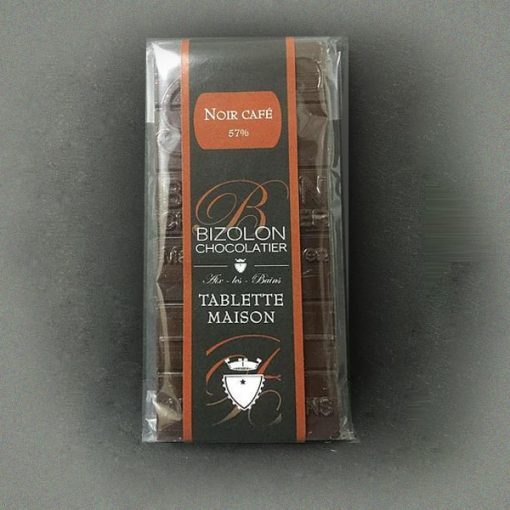 Noir café
57%
B
BIZOLON
CHOCOLATIER
Aix - les - Bains
TABLETTE
MAISON